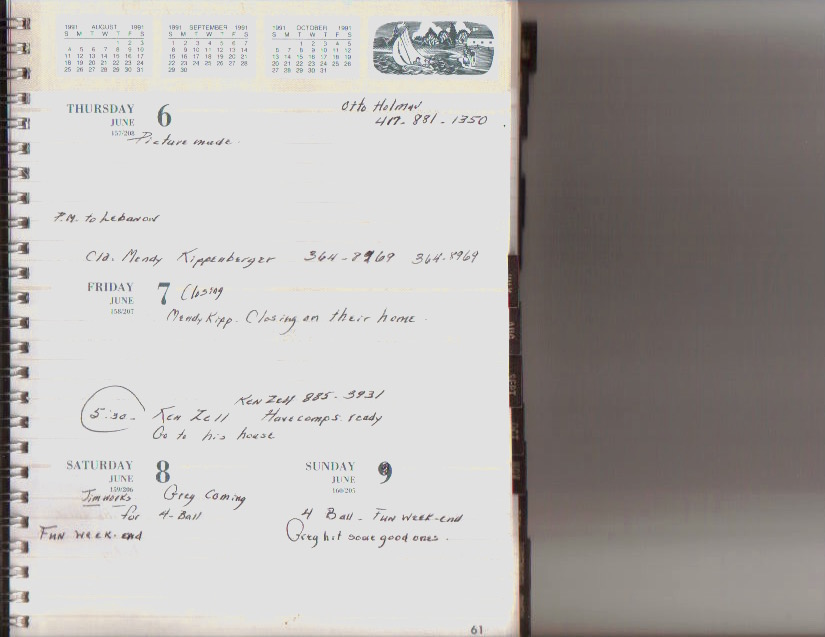 1991 AUGUST 1991
S M T W T F S
1 2 3
4 5 6 7 8 9 10
11 12 13 14 15 16 17
18 19 20 21 22 23 24
25 26 27 28 29 30 31
1991 SEPTEMBER 1991
S M T W T F S
1 2 3 4 5 6 7
8 9 10 11 12 13 14
15 16 17 18 19 20 21
22 23 24 25 26 27 28
29 30
1991 OCTOBER 1991
S M T W T F S
1 2 3 4 5
6 7 8 9 10 11 12
13 14 15 16 17 18 19
20 21 22 23 24 25 26
27 28 29 30 31
THURSDAY 6 Otto Holman
JUNE 417-881-1350
157/208 Picture made.
P.M. to Lebanon
Cld. Mendy Kippenberger 364-8969 364-8969
FRIDAY 7 Closing
JUNE
158/207 Mendy Kipp- Closing on their home.
Ken Zell 885-3931
5:30- Ken Zell Have comps ready
Go to his house
SATURDAY 8
JUNE
159/206
Jim works Greg Coming
for 4-Ball
Fun week-end
SUNDAY 9
JUNE
160/205
4 Ball - Fun week-end
Greg hit some good ones.
61